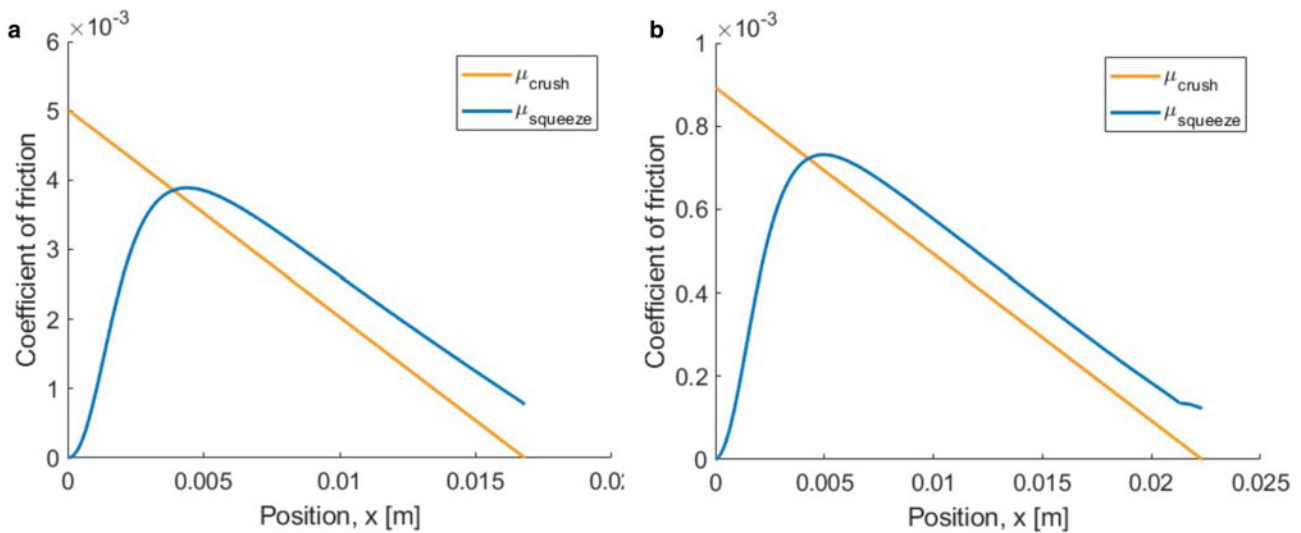 a
×10⁻³
6
5
4
3
2
1
0
Coefficient of friction
μcrush
μsqueeze
0 0.005 0.01 0.015 0.02
Position, x [m]
b
×10⁻³
1
0.8
0.6
0.4
0.2
0
Coefficient of friction
μcrush
μsqueeze
0 0.005 0.01 0.015 0.02 0.025
Position, x [m]